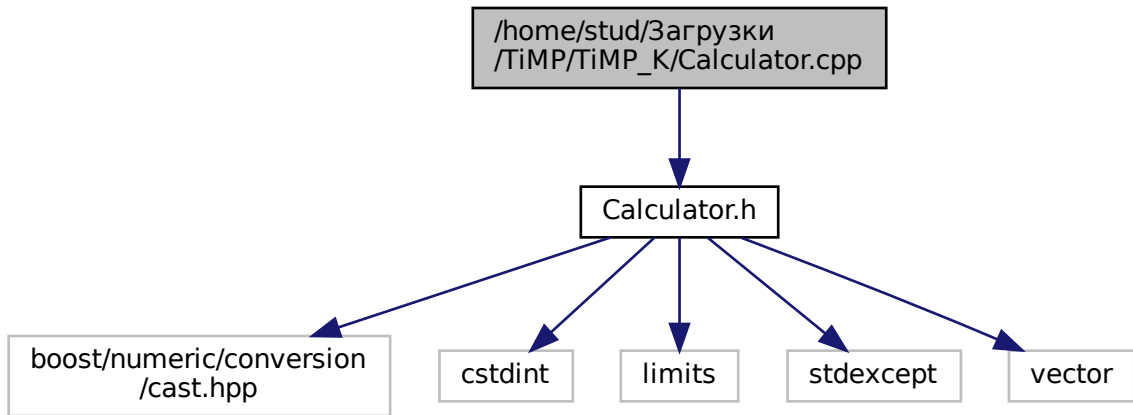 /home/stud/Загрузки
/TiMP/TiMP_K/Calculator.cpp
Calculator.h
boost/numeric/conversion
/cast.hpp
cstdint
limits
stdexcept
vector